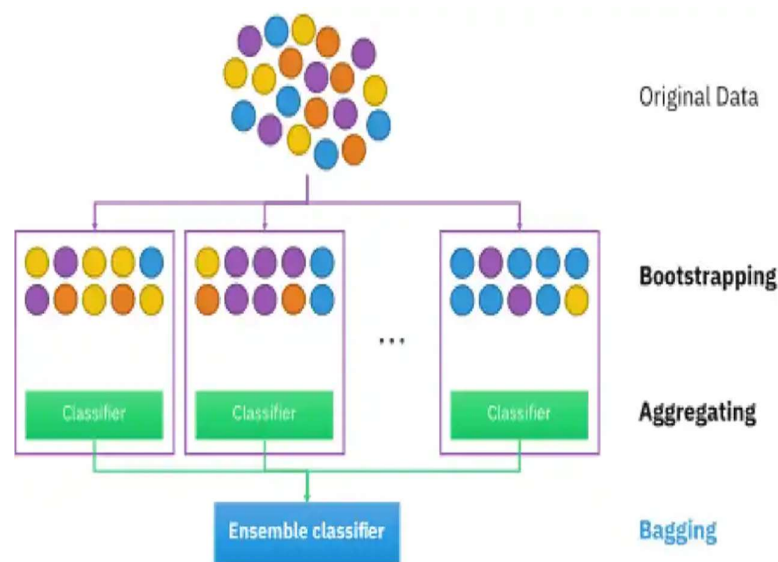 Original Data
Bootstrapping
...
Classifier
Classifier
Classifier
Aggregating
Ensemble classifier
Bagging